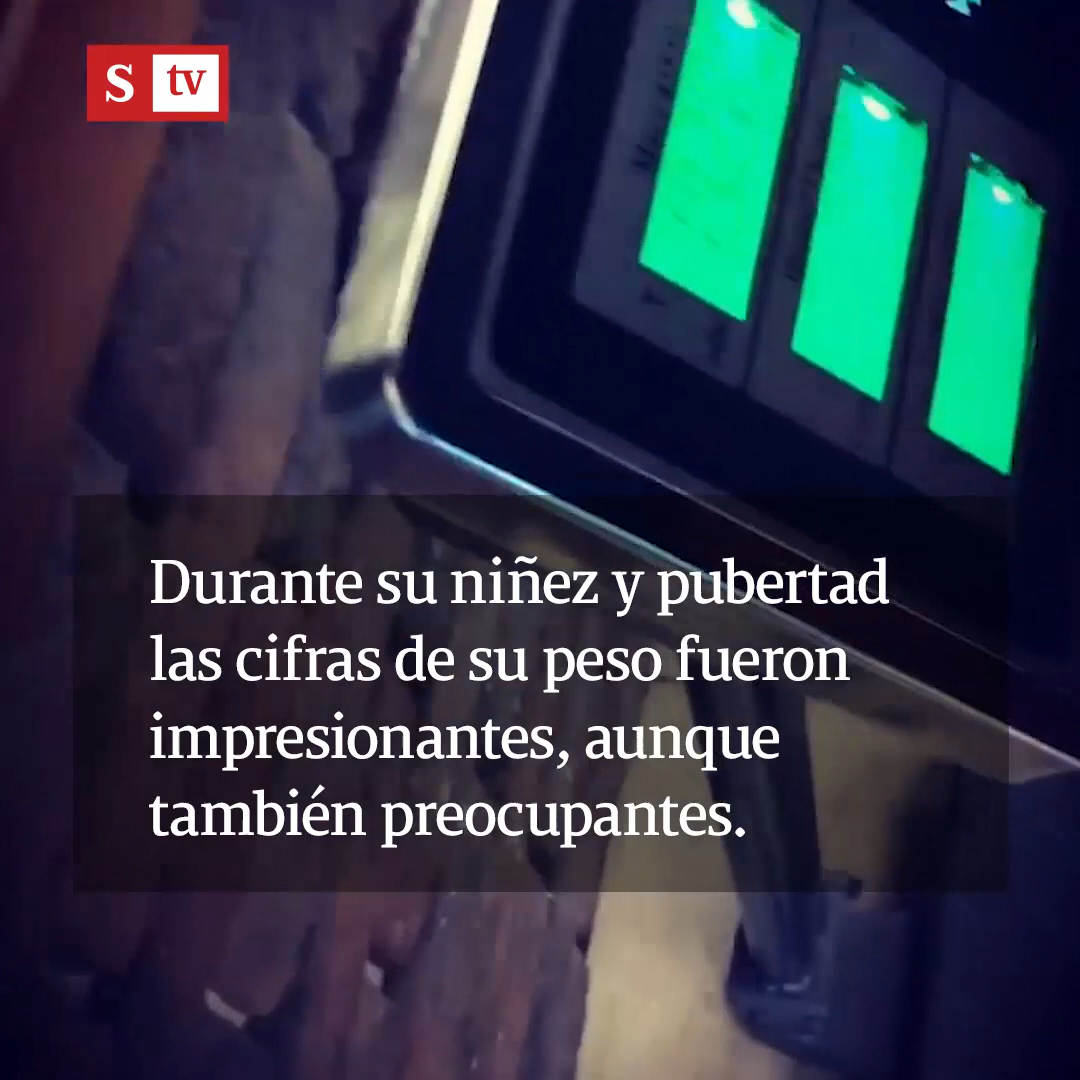 S tv
Durante su niñez y pubertad
las cifras de su peso fueron
impresionantes, aunque
también preocupantes.